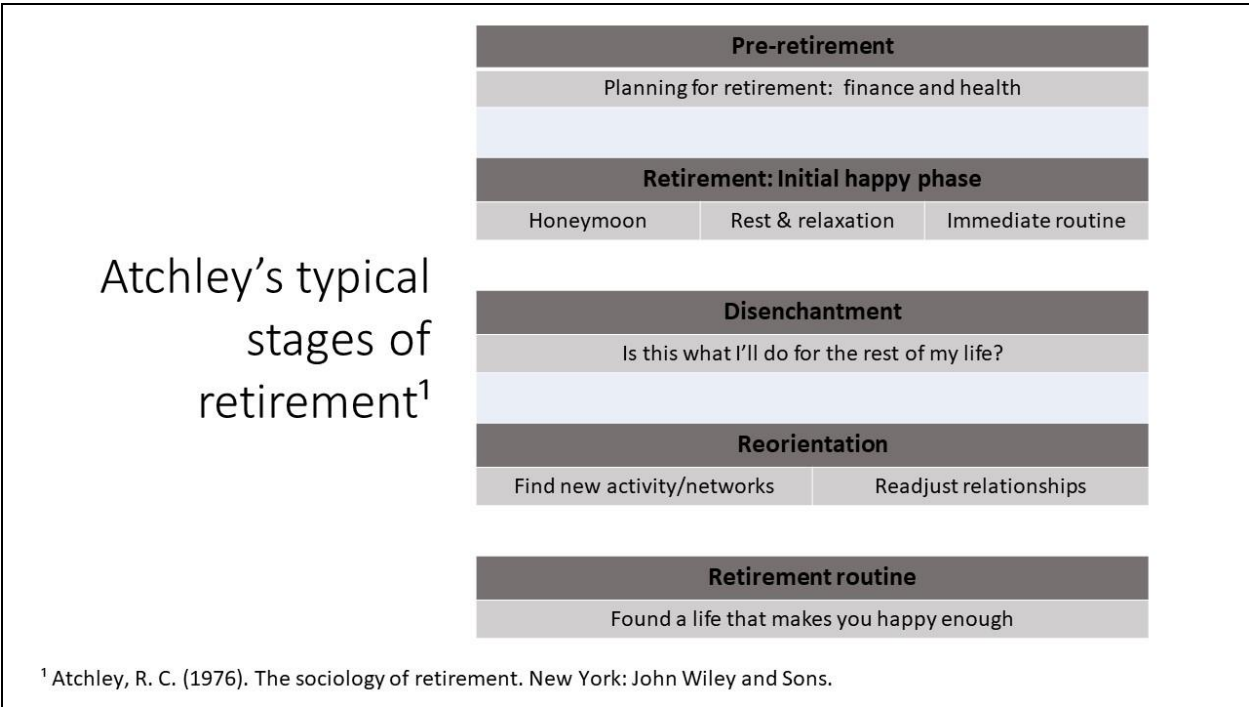 Atchley’s typical
stages of
retirement¹
Pre-retirement
Planning for retirement:  finance and health
Retirement: Initial happy phase
Honeymoon
Rest & relaxation
Immediate routine
Disenchantment
Is this what I’ll do for the rest of my life?
Reorientation
Find new activity/networks
Readjust relationships
Retirement routine
Found a life that makes you happy enough
¹ Atchley, R. C. (1976). The sociology of retirement. New York: John Wiley and Sons.